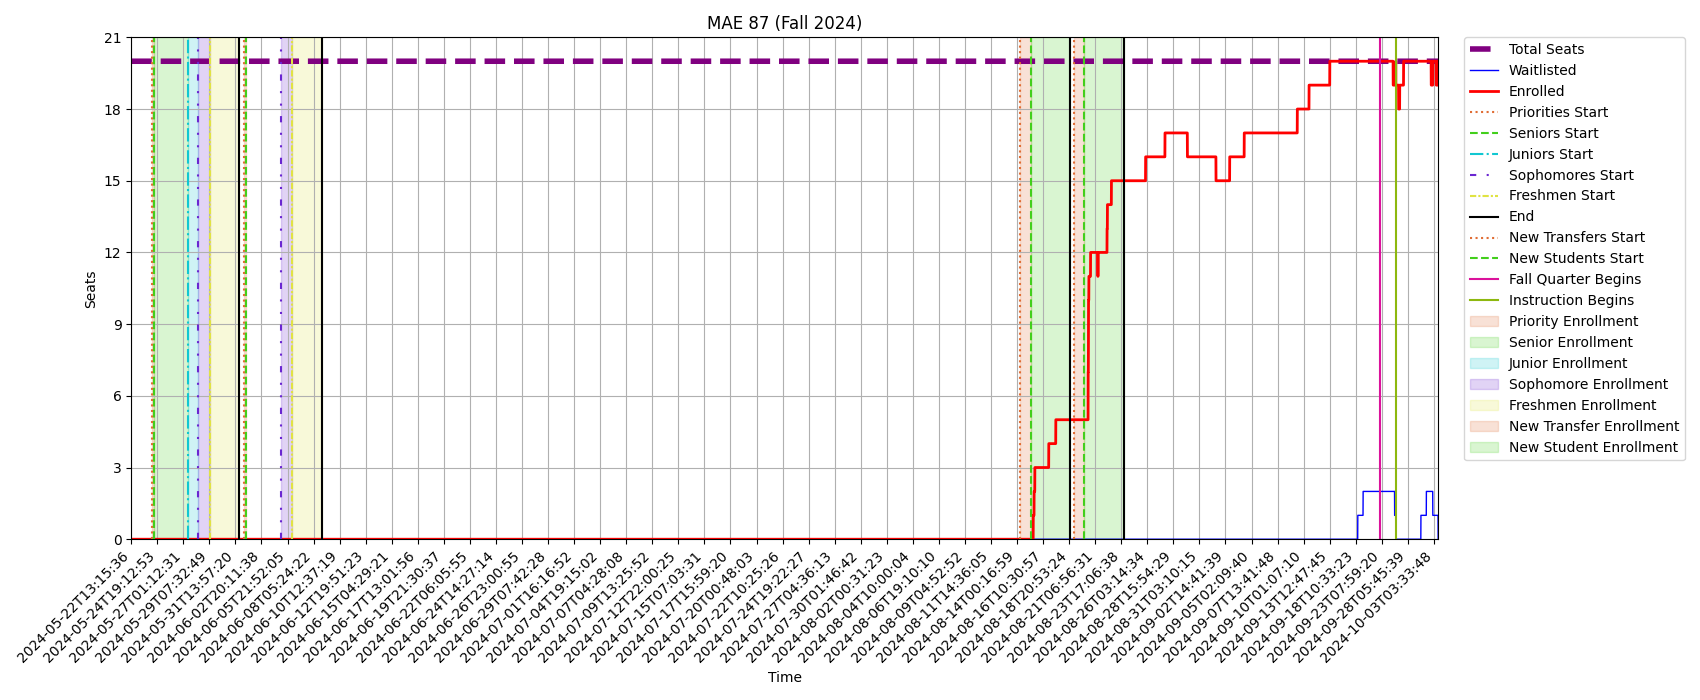 MAE 87 (Fall 2024)
21
18
15
12
9
6
3
0
Seats
2024-05-22T13:15:36
2024-05-24T19:12:53
2024-05-27T01:12:31
2024-05-29T07:32:49
2024-05-31T13:57:20
2024-06-02T20:11:38
2024-06-05T21:52:05
2024-06-08T05:24:22
2024-06-10T12:37:19
2024-06-12T19:51:23
2024-06-15T04:29:21
2024-06-17T13:01:56
2024-06-19T21:30:37
2024-06-22T06:05:55
2024-06-24T14:27:14
2024-06-26T23:00:55
2024-06-29T07:42:28
2024-07-01T16:16:52
2024-07-04T19:15:02
2024-07-07T04:28:08
2024-07-09T13:25:52
2024-07-12T22:00:25
2024-07-15T07:03:31
2024-07-17T15:59:20
2024-07-20T00:48:03
2024-07-22T10:25:26
2024-07-24T19:22:27
2024-07-27T04:36:13
2024-07-30T01:46:42
2024-08-02T00:31:23
2024-08-04T10:00:04
2024-08-06T19:10:10
2024-08-09T04:52:52
2024-08-11T14:36:05
2024-08-14T00:16:59
2024-08-16T10:30:57
2024-08-18T20:53:24
2024-08-21T06:56:31
2024-08-23T17:06:38
2024-08-26T03:14:34
2024-08-28T15:54:29
2024-08-31T03:10:15
2024-09-02T14:41:39
2024-09-05T02:09:40
2024-09-07T13:41:48
2024-09-10T01:07:10
2024-09-13T12:47:45
2024-09-18T10:33:23
2024-09-23T07:59:20
2024-09-28T05:45:39
2024-10-03T03:33:48
Time
Total Seats
Waitlisted
Enrolled
Priorities Start
Seniors Start
Juniors Start
Sophomores Start
Freshmen Start
End
New Transfers Start
New Students Start
Fall Quarter Begins
Instruction Begins
Priority Enrollment
Senior Enrollment
Junior Enrollment
Sophomore Enrollment
Freshmen Enrollment
New Transfer Enrollment
New Student Enrollment